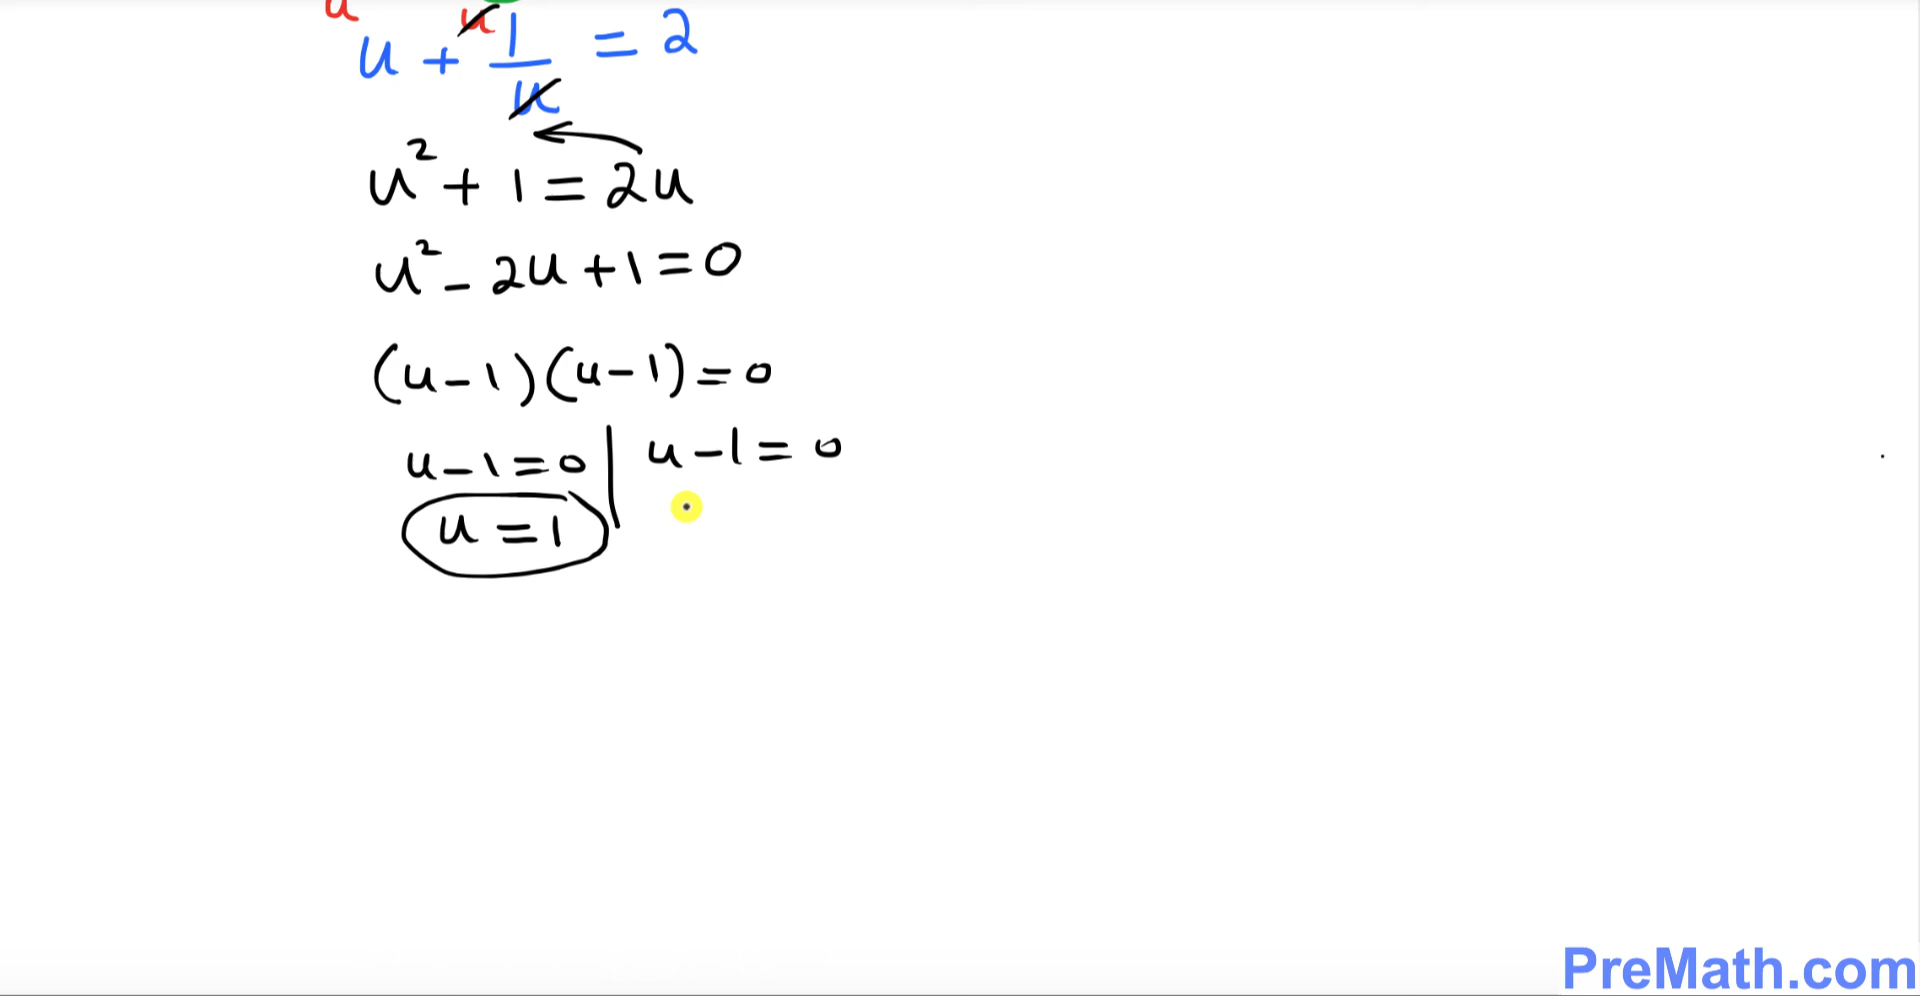 u
u + u 1/u = 2
u² + 1 = 2u
u² - 2u + 1 = 0
(u - 1)(u - 1) = 0
u - 1 = 0 | u - 1 = 0
u = 1
PreMath.com